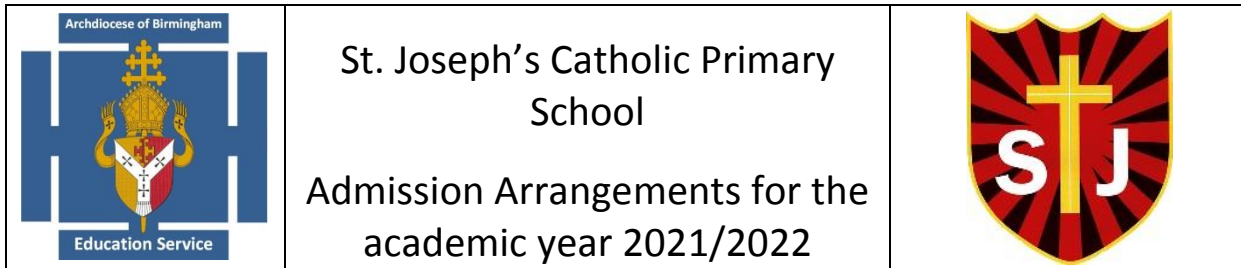 Archdiocese of Birmingham
Education Service
St. Joseph’s Catholic Primary
School
Admission Arrangements for the
academic year 2021/2022
S J